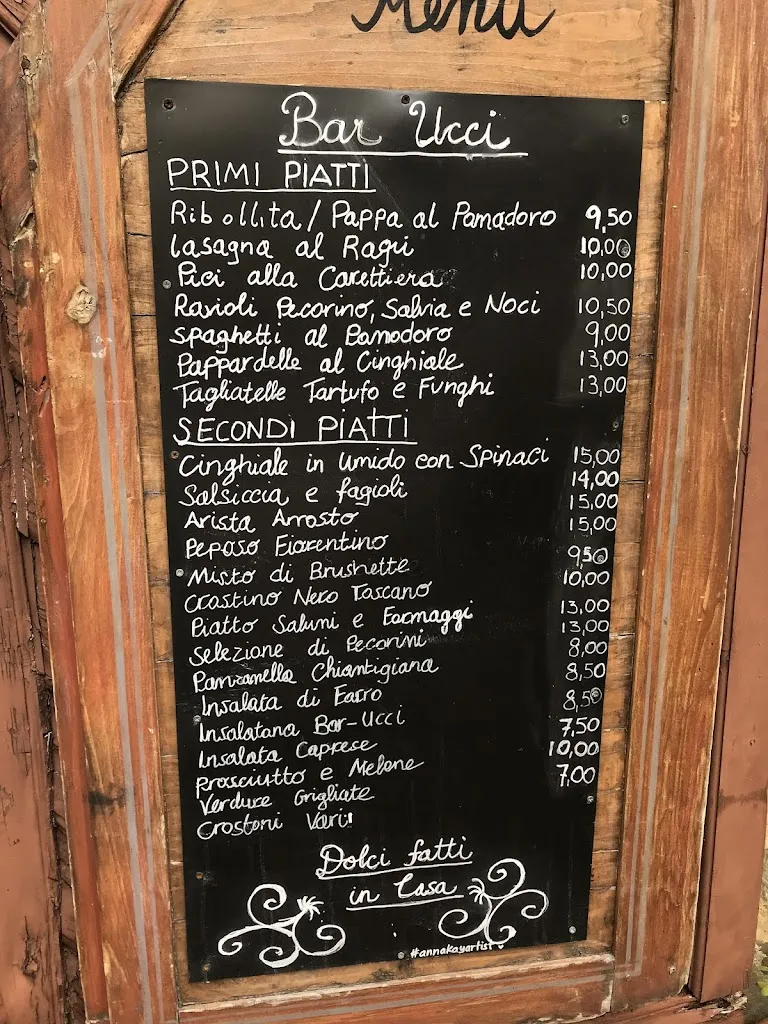 Menu
Bar Ucci
PRIMI PIATTI
Ribollita/Pappa al Pomadoro 9,50
Lasagna al Ragù 10,00
Pici alla Carettiera 10,00
Ravioli Pecorino, Salvia e Noci 10,50
Spaghetti al Pomodoro 9,00
Pappardelle al Cinghiale 13,00
Tagliatelle Tartufo e Funghi 13,00
SECONDI PIATTI
Cinghiale in Umido con Spinaci 15,00
Salsiccia e fagioli 14,00
Arista Arrosto 15,00
Peposo Fiorentino 15,00
Misto di Brushette 9,50
Crostino Nero Toscano 10,00
Piatto Salumi e Formaggi 13,00
Selezione di Pecorini 13,00
Panzanella Chiantigiana 8,00
Insalata di Farro 8,50
Insalatana Bar-Ucci 8,50
Insalata Caprese 7,50
Prosciutto e Melone 10,00
Verdure Grigliate 7,00
Crostoni Vari
Dolci fatti
in Casa
#annakayartist